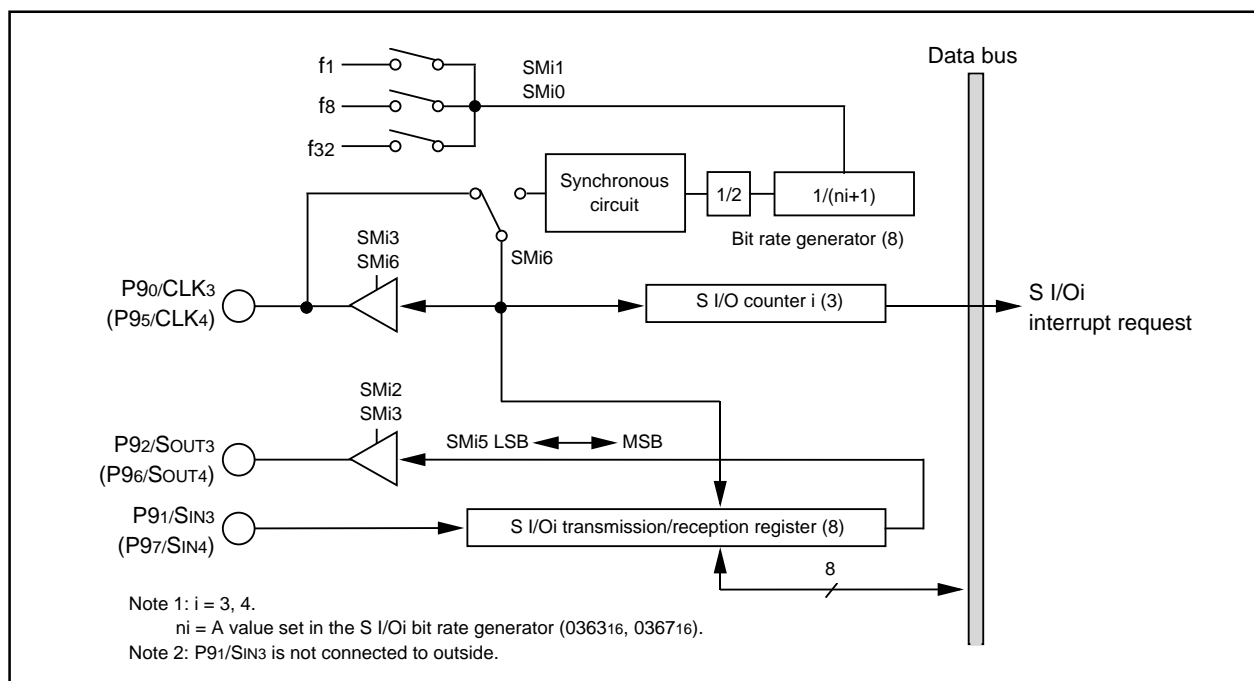 Data bus
f1
SMi1
SMi0
f8
f32
Synchronous
circuit
1/2
1/(ni+1)
Bit rate generator (8)
SMi6
SMi3
SMi6
P90/CLK3
(P95/CLK4)
S I/O counter i (3)
S I/Oi
interrupt request
SMi2
SMi3
SMi5 LSB
MSB
P92/SOUT3
(P96/SOUT4)
P91/SIN3
(P97/SIN4)
S I/Oi transmission/reception register (8)
8
Note 1: i = 3, 4.
ni = A value set in the S I/Oi bit rate generator (036316, 036716).
Note 2: P91/SIN3 is not connected to outside.